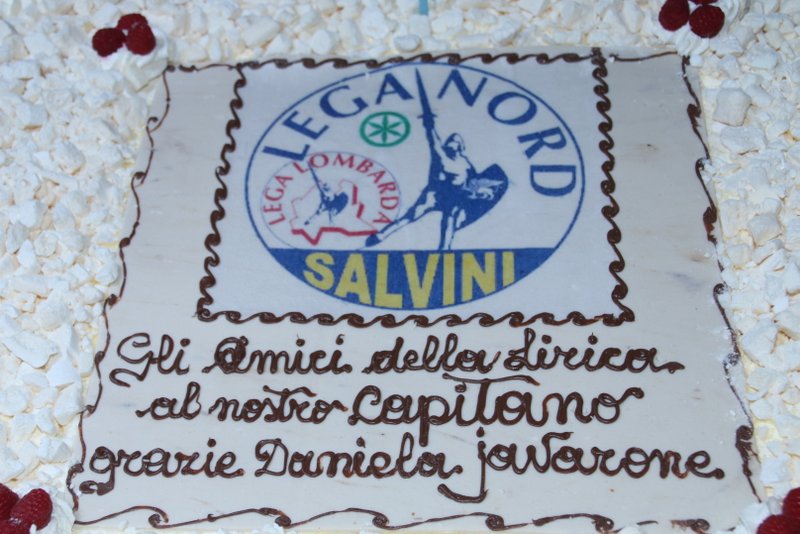 LEGA NORD
LEGA LOMBARDA
SALVINI
Gli Amici della Lirica
al nostro Capitano
grazie Daniela Javarone